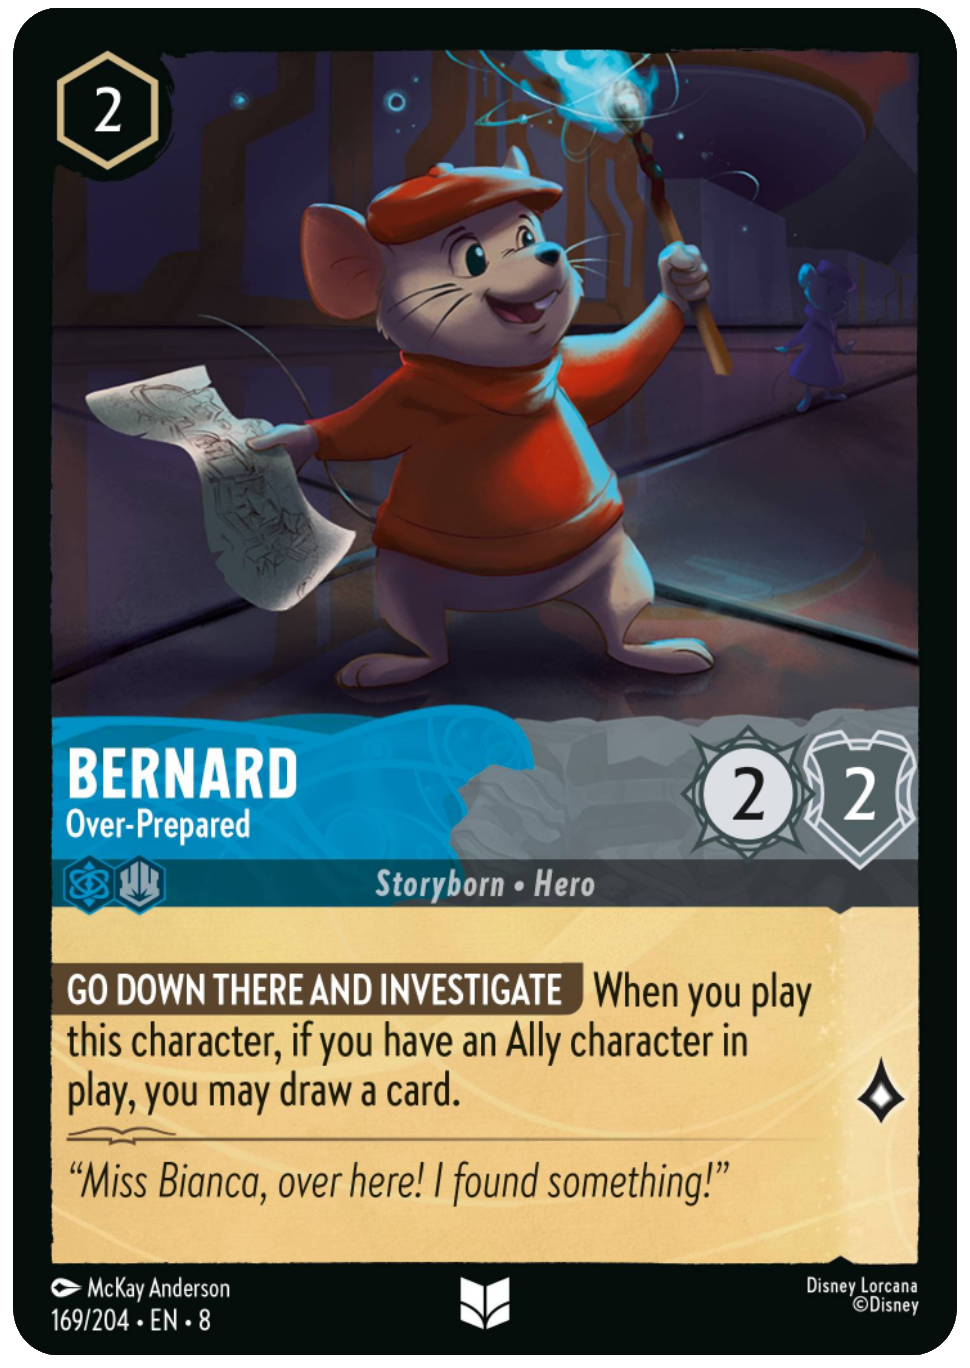 2
BERNARD
Over-Prepared
2
2
Storyborn • Hero
GO DOWN THERE AND INVESTIGATE When you play
this character, if you have an Ally character in
play, you may draw a card.
“Miss Bianca, over here! I found something!”
McKay Anderson
169/204 • EN • 8
Disney Lorcana
©Disney